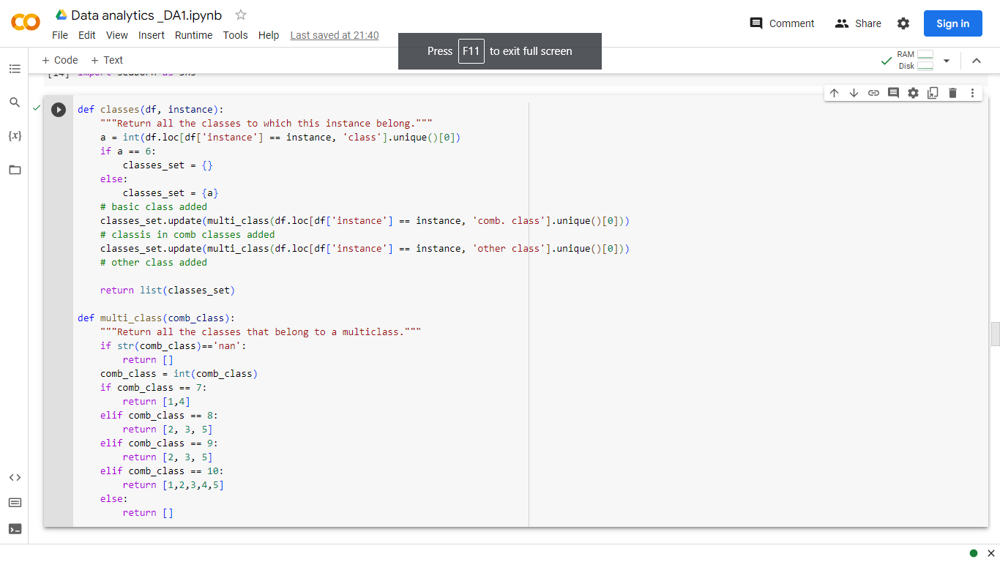 Data analytics _DA1.ipynb
File Edit View Insert Runtime Tools Help Last saved at 21:40
Comment Share Sign in
Press F11 to exit full screen
+ Code + Text
RAM
Disk
[14] import seaborn as sns
def classes(df, instance):
"""Return all the classes to which this instance belong."""
a = int(df.loc[df['instance'] == instance, 'class'].unique()[0])
if a == 6:
classes_set = {}
else:
classes_set = {a}
# basic class added
classes_set.update(multi_class(df.loc[df['instance'] == instance, 'comb. class'].unique()[0]))
# classis in comb classes added
classes_set.update(multi_class(df.loc[df['instance'] == instance, 'other class'].unique()[0]))
# other class added
return list(classes_set)
def multi_class(comb_class):
"""Return all the classes that belong to a multiclass."""
if str(comb_class)=='nan':
return []
comb_class = int(comb_class)
if comb_class == 7:
return [1,4]
elif comb_class == 8:
return [2, 3, 5]
elif comb_class == 9:
return [2, 3, 5]
elif comb_class == 10:
return [1,2,3,4,5]
else:
return []
{x}